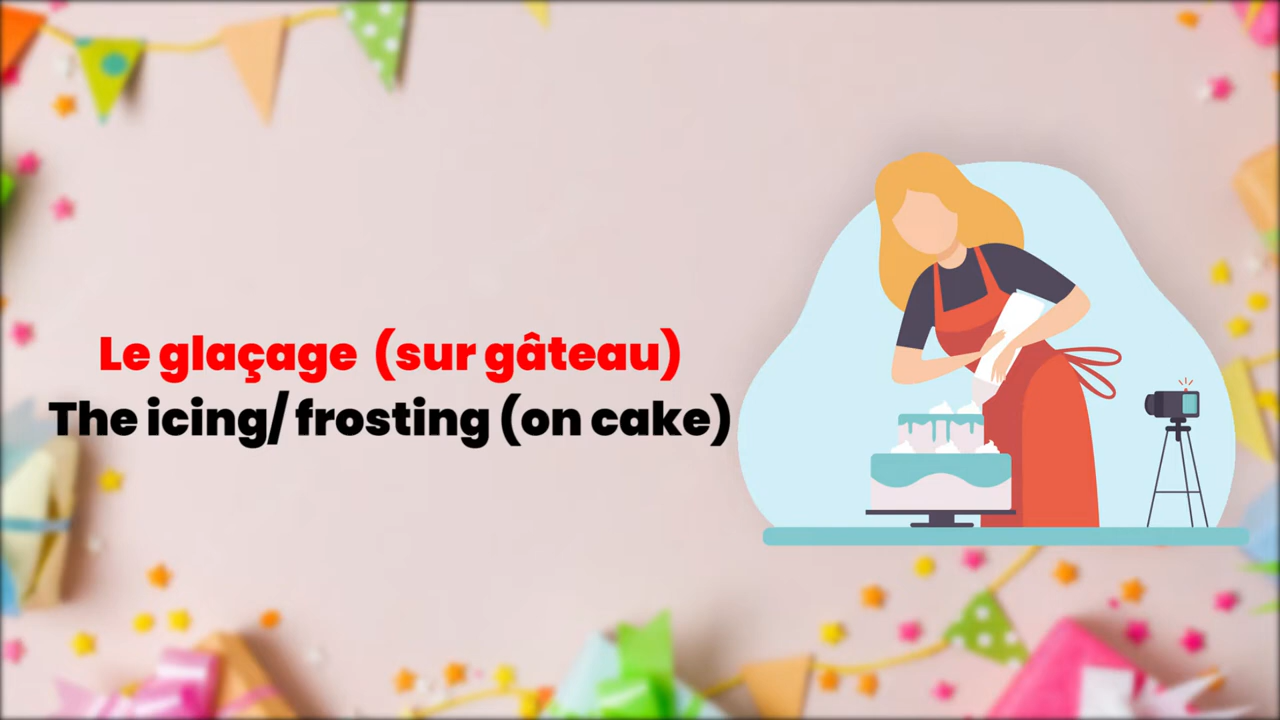 Le glaçage (sur gâteau)
The icing/ frosting (on cake)